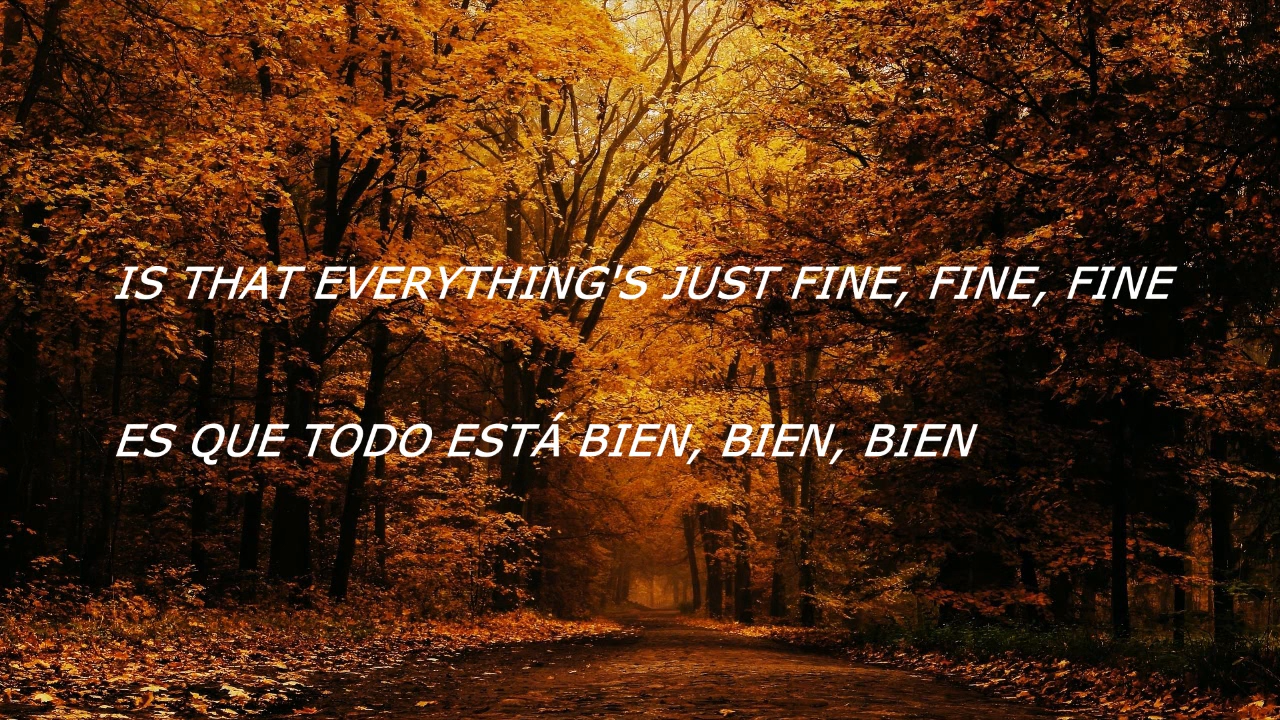 IS THAT EVERYTHING'S JUST FINE, FINE, FINE
ES QUE TODO ESTÁ BIEN, BIEN, BIEN